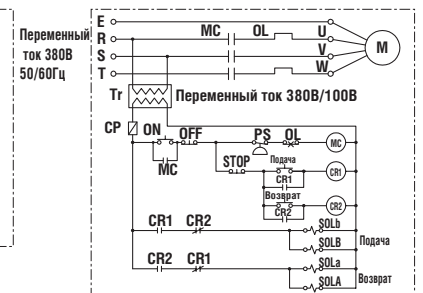 E
Переменный ток 380В 50/60Гц
R MC OL U
S V M
T W
Tr Переменный ток 380В/100В
CP ON OFF PS OL MC
MC STOP Подача CR1
CR1
Возврат
CR2 CR2
CR1 CR2 SOLb
SOLB Подача
CR2 CR1 SOLa
SOLA Возврат